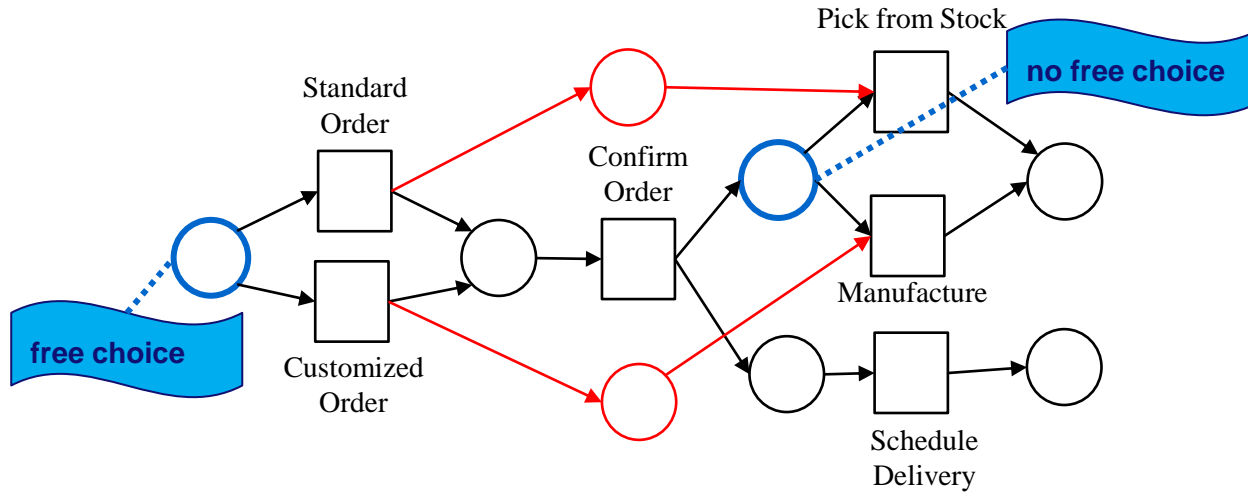 Pick from Stock
no free choice
Standard
Order
Confirm
Order
free choice
Customized
Order
Manufacture
Schedule
Delivery